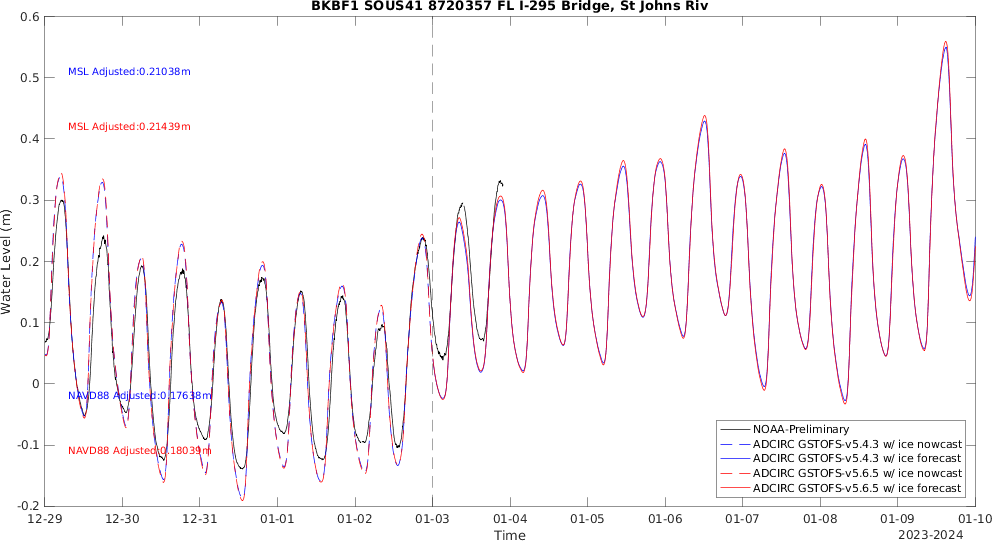 BKBF1 SOUS41 8720357 FL I-295 Bridge, St Johns Riv
0.6
0.5
0.4
0.3
0.2
0.1
0
-0.1
-0.2
Water Level (m)
MSL Adjusted:0.21038m
MSL Adjusted:0.21439m
NAVD88 Adjusted:0.17638m
NAVD88 Adjusted:0.18039m
NOAA-Preliminary
ADCIRC GSTOFS-v5.4.3 w/ ice nowcast
ADCIRC GSTOFS-v5.4.3 w/ ice forecast
ADCIRC GSTOFS-v5.6.5 w/ ice nowcast
ADCIRC GSTOFS-v5.6.5 w/ ice forecast
12-29 12-30 12-31 01-01 01-02 01-03 01-04 01-05 01-06 01-07 01-08 01-09 01-10
Time
2023-2024